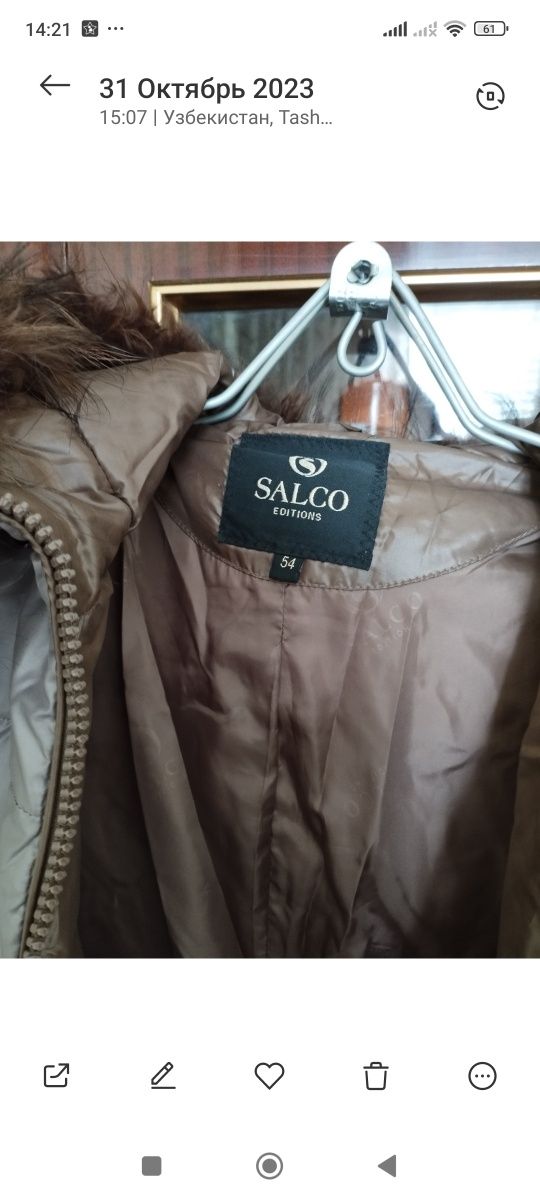 14:21
61
31 Октябрь 2023
15:07 | Узбекистан, Tash...
SALCO
EDITIONS
54